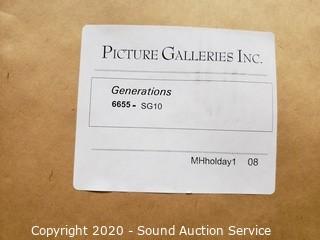 PICTURE GALLERIES INC.
Generations
6655 - SG10
MHholday1 08
Copyright 2020 - Sound Auction Service